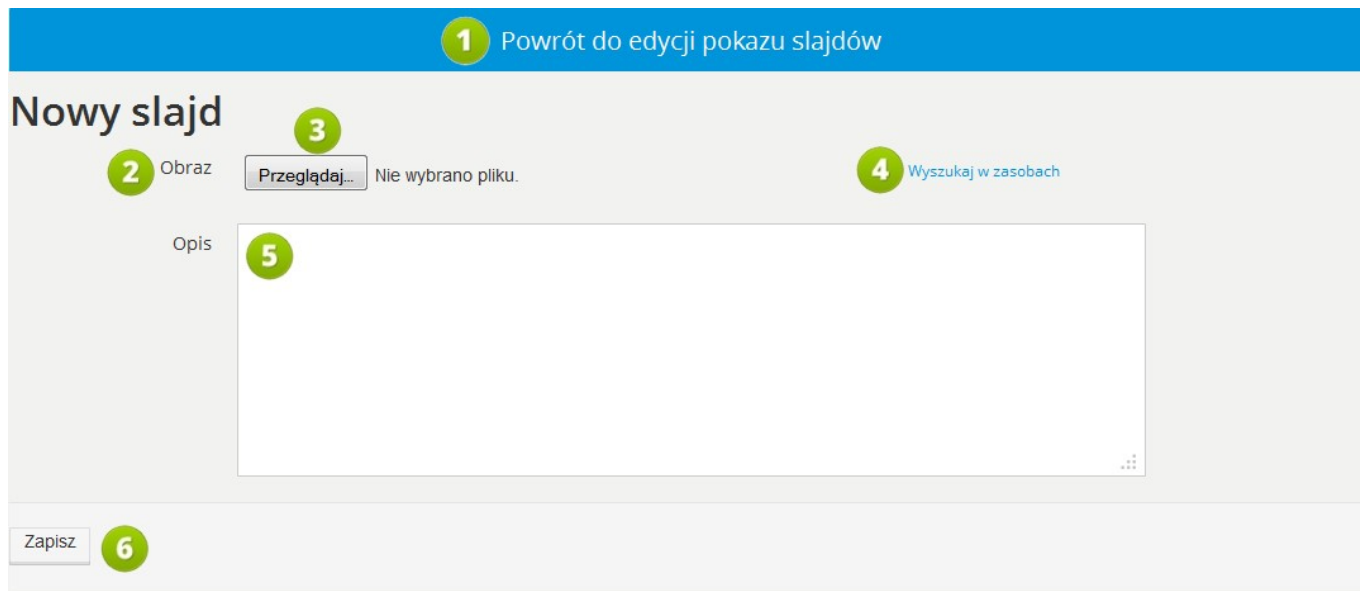 1 Powrót do edycji pokazu slajdów
Nowy slajd
3
2 Obraz Przeglądaj... Nie wybrano pliku. 4 Wyszukaj w zasobach
Opis 5
Zapisz 6